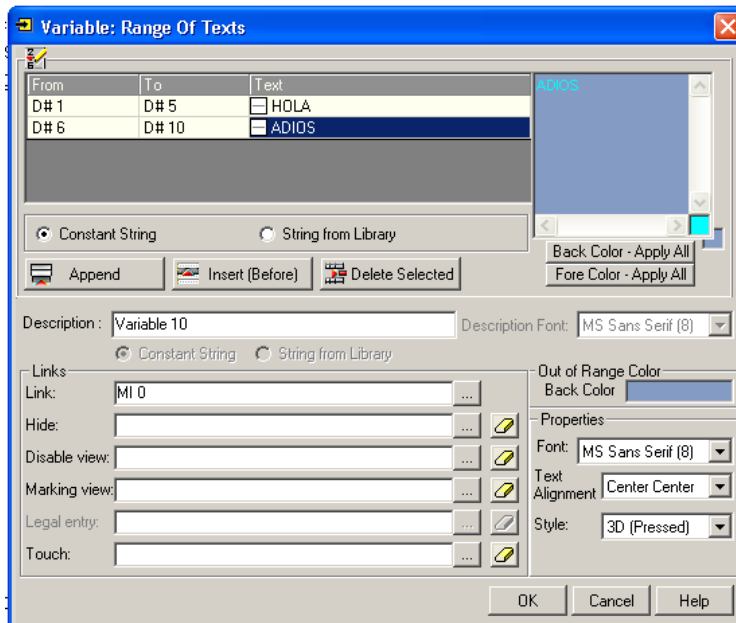 Variable: Range Of Texts
From To Text
D# 1 D# 5 HOLA
D# 6 D# 10 ADIOS
ADIOS
Constant String String from Library
Back Color - Apply All
Append Insert (Before) Delete Selected
Fore Color - Apply All
Description : Variable 10 Description Font: MS Sans Serif (8)
Constant String String from Library
Links
Link: MI 0 ...
Hide: ...
Disable view: ...
Marking view: ...
Legal entry: ...
Touch: ...
Out of Range Color
Back Color
Properties
Font: MS Sans Serif (8)
Text
Alignment Center Center
Style: 3D (Pressed)
OK Cancel Help